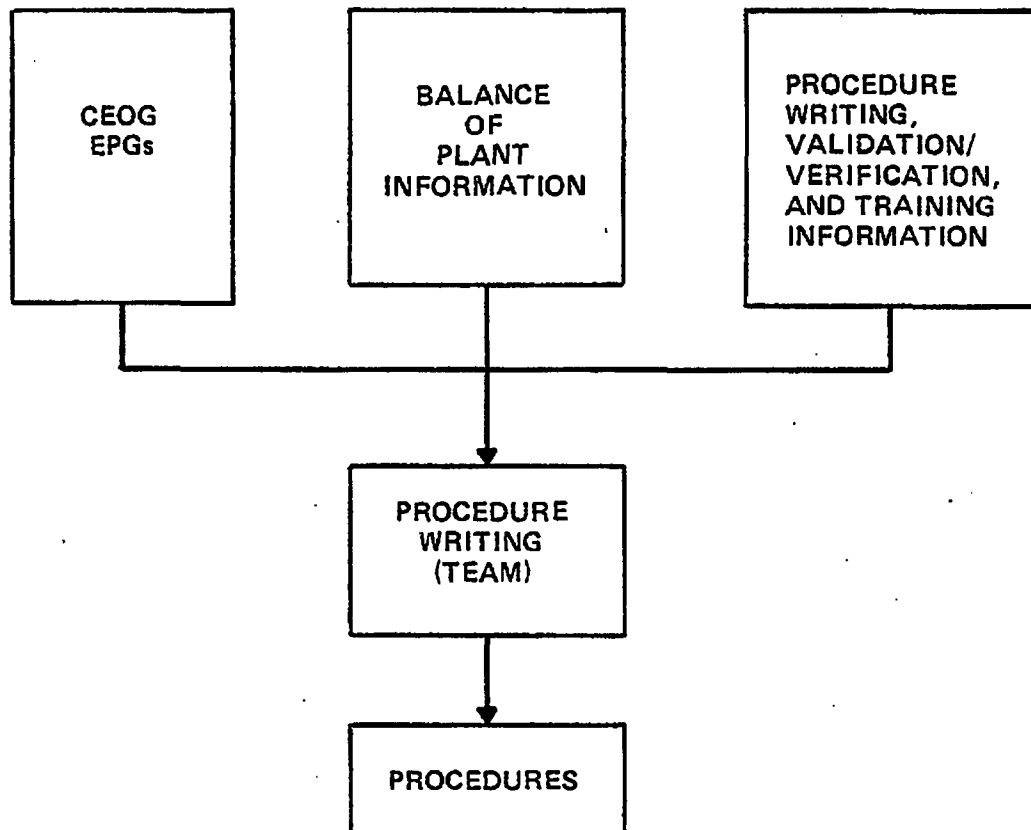 CEOG
EPGs
BALANCE
OF
PLANT
INFORMATION
PROCEDURE
WRITING,
VALIDATION/
VERIFICATION,
AND TRAINING
INFORMATION
PROCEDURE
WRITING
(TEAM)
PROCEDURES